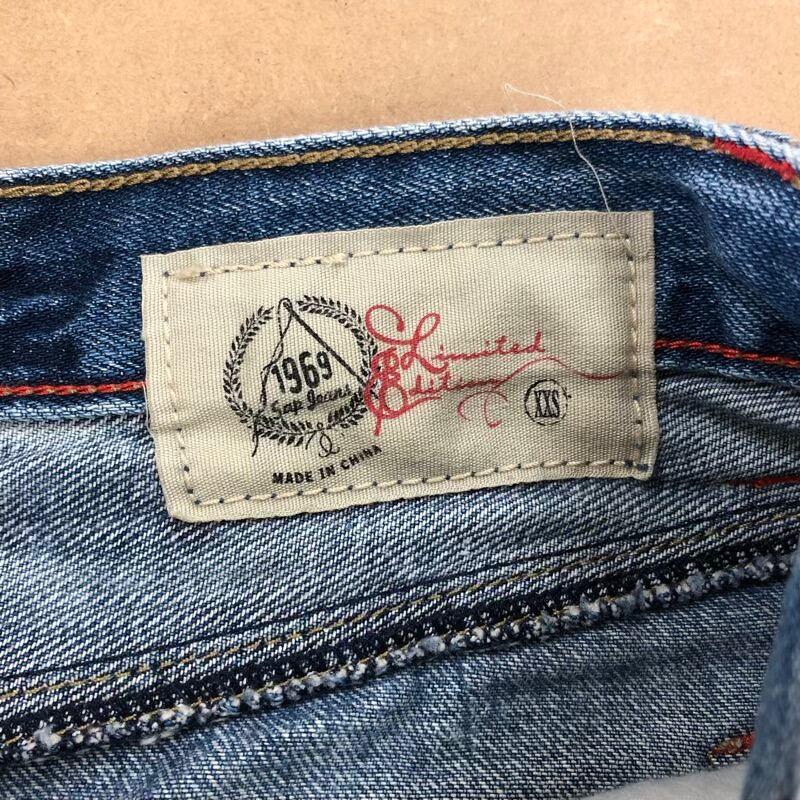 1969
Gap Jeans
MADE IN CHINA
Limited
Edition
XXS